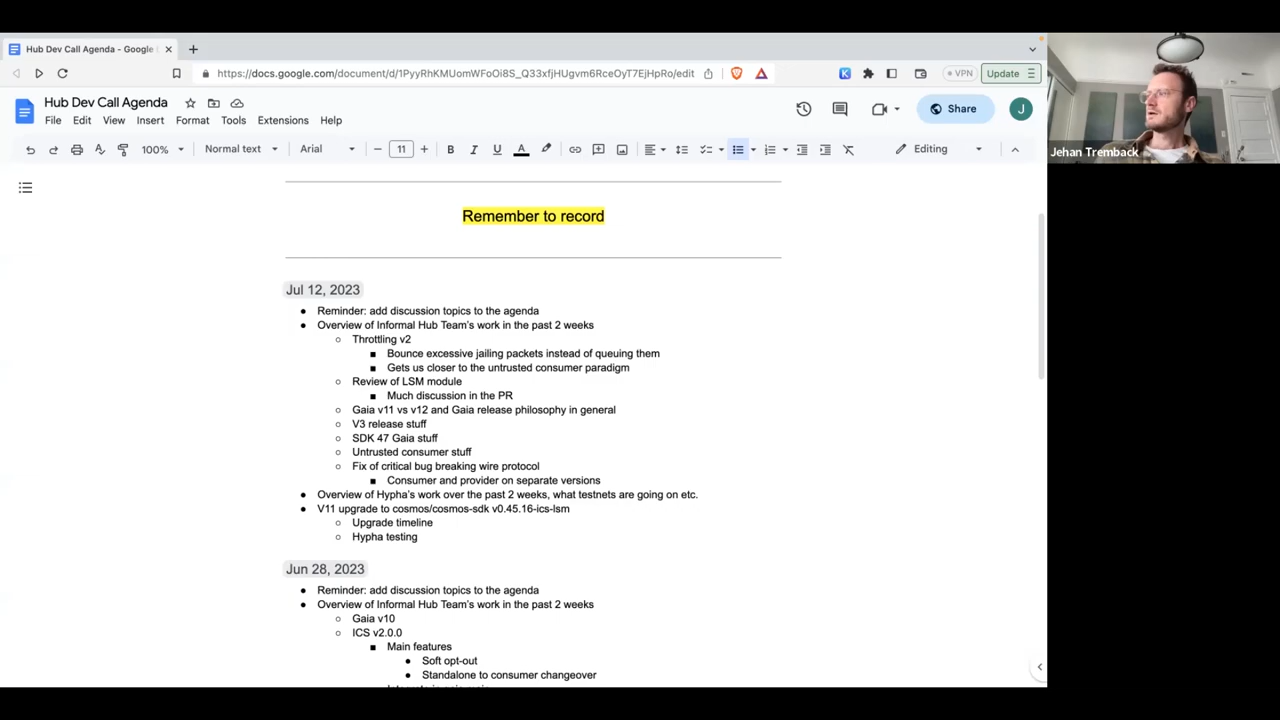 Hub Dev Call Agenda - Google
https://docs.google.com/document/d/1PyyRhKMUomWFoOi8S_Q33xfjHUgvm6RceOyT7EjHpRo/edit
VPN
Update
Hub Dev Call Agenda
File Edit View Insert Format Tools Extensions Help
Share
J
100% Normal text Arial 11 B I U A Editing
Jehan Tremback
Remember to record
Jul 12, 2023
Reminder: add discussion topics to the agenda
Overview of Informal Hub Team's work in the past 2 weeks
Throttling v2
Bounce excessive jailing packets instead of queuing them
Gets us closer to the untrusted consumer paradigm
Review of LSM module
Much discussion in the PR
Gaia v11 vs v12 and Gaia release philosophy in general
V3 release stuff
SDK 47 Gaia stuff
Untrusted consumer stuff
Fix of critical bug breaking wire protocol
Consumer and provider on separate versions
Overview of Hypha's work over the past 2 weeks, what testnets are going on etc.
V11 upgrade to cosmos/cosmos-sdk v0.45.16-ics-lsm
Upgrade timeline
Hypha testing
Jun 28, 2023
Reminder: add discussion topics to the agenda
Overview of Informal Hub Team's work in the past 2 weeks
Gaia v10
ICS v2.0.0
Main features
Soft opt-out
Standalone to consumer changeover